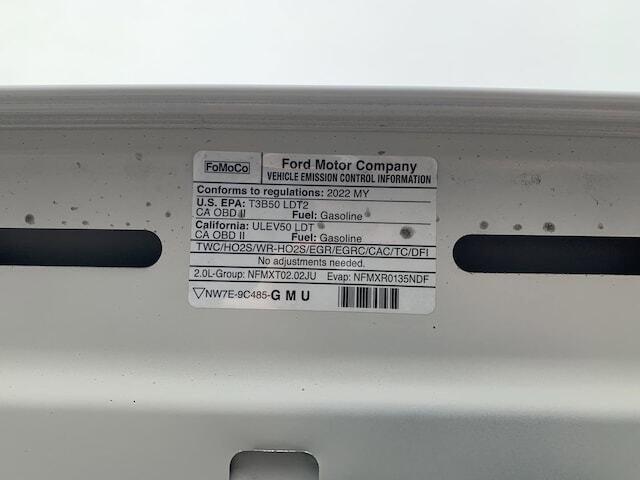 FoMoCo
Ford Motor Company
VEHICLE EMISSION CONTROL INFORMATION
Conforms to regulations: 2022 MY
U.S. EPA: T3B50 LDT2
CA OBD II Fuel: Gasoline
California: ULEV50 LDT
CA OBD II Fuel: Gasoline
TWC/HO2S/WR-HO2S/EGR/EGRC/CAC/TC/DFI
No adjustments needed.
2.0L-Group: NFMXT02.02JU Evap: NFMXR0135NDF
▽NW7E-9C485-G M U